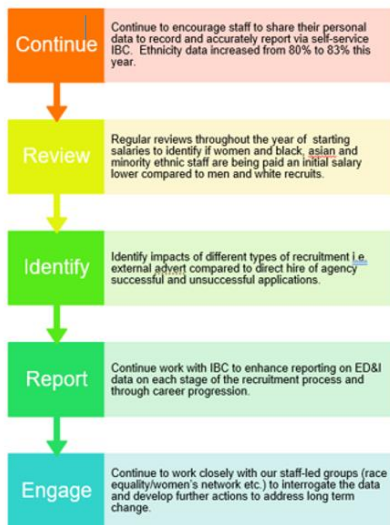 Continue
Continue to encourage staff to share their personal
data to record and accurately report via self-service
IBC. Ethnicity data increased from 80% to 83% this
year.
Review
Regular reviews throughout the year of starting
salaries to identify if women and black, asian and
minority ethnic staff are being paid an initial salary
lower compared to men and white recruits.
Identify
Identify impacts of different types of recruitment i.e.
external advert compared to direct hire of agency
successful and unsuccessful applications.
Report
Continue work with IBC to enhance reporting on ED&I
data on each stage of the recruitment process and
through career progression.
Engage
Continue to work closely with our staff-led groups (race
equality/women's network etc.) to interrogate the data
and develop further actions to address long term
change.